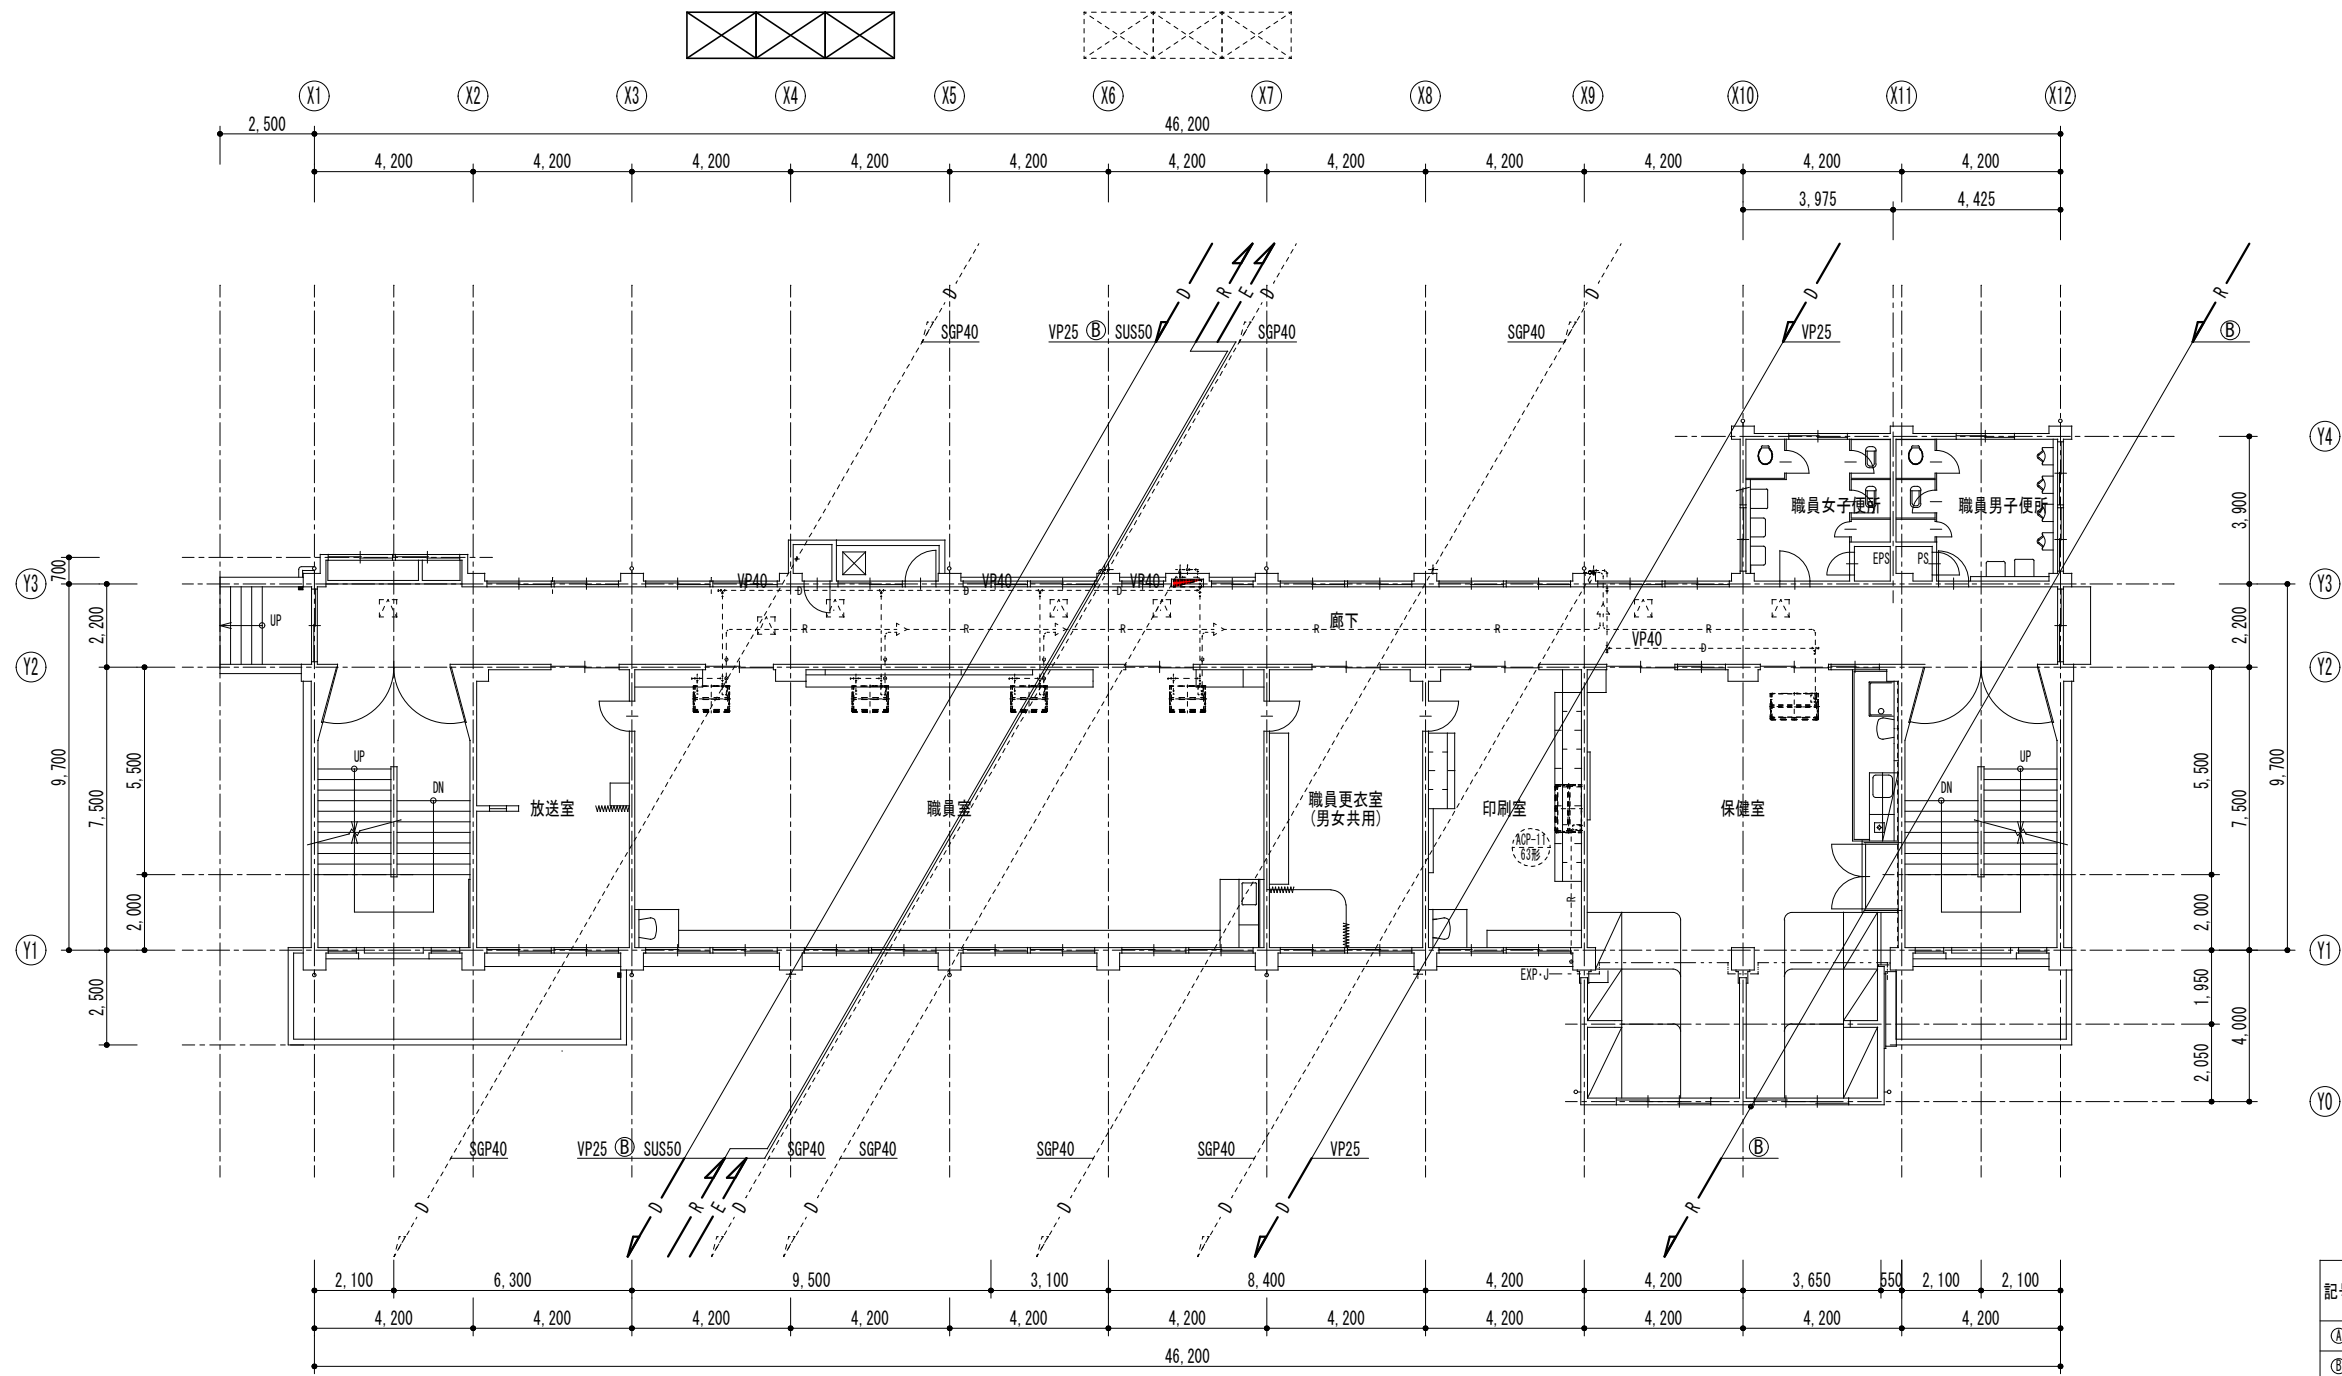 X1 X2 X3 X4 X5 X6 X7 X8 X9 X10 X11 X12
2,500 46,200
4,200 4,200 4,200 4,200 4,200 4,200 4,200 4,200 4,200 4,200 4,200
3,975 4,425
D D R E D D D R
SGP40 VP25 Ⓑ SUS50 SGP40 SGP40 VP25 Ⓑ
Y4
職員女子便所 職員男子便所
3,900
EPS PS
700
Y3 VP40 VP40 VP40 Y3
D D D
UP
2,200 廊下 2,200
R R R R R R
VP40
D
Y2 Y2
9,700 7,500 5,500 5,500 7,500 9,700
UP DN UP DN
放送室 職員室 職員更衣室 印刷室 保健室
(男女共用)
ACP-11
63形
R
2,000 2,000
Y1 Y1
EXP·J
2,500 1,950 4,000
2,050
Y0
SGP40 VP25 Ⓑ SUS50 SGP40 SGP40 SGP40 SGP40 VP25 Ⓑ
D D R E D D D D D R
2,100 6,300 9,500 3,100 8,400 4,200 4,200 3,650 550 2,100 2,100
記
4,200 4,200 4,200 4,200 4,200 4,200 4,200 4,200 4,200 4,200 4,200
Ⓐ
46,200
Ⓑ